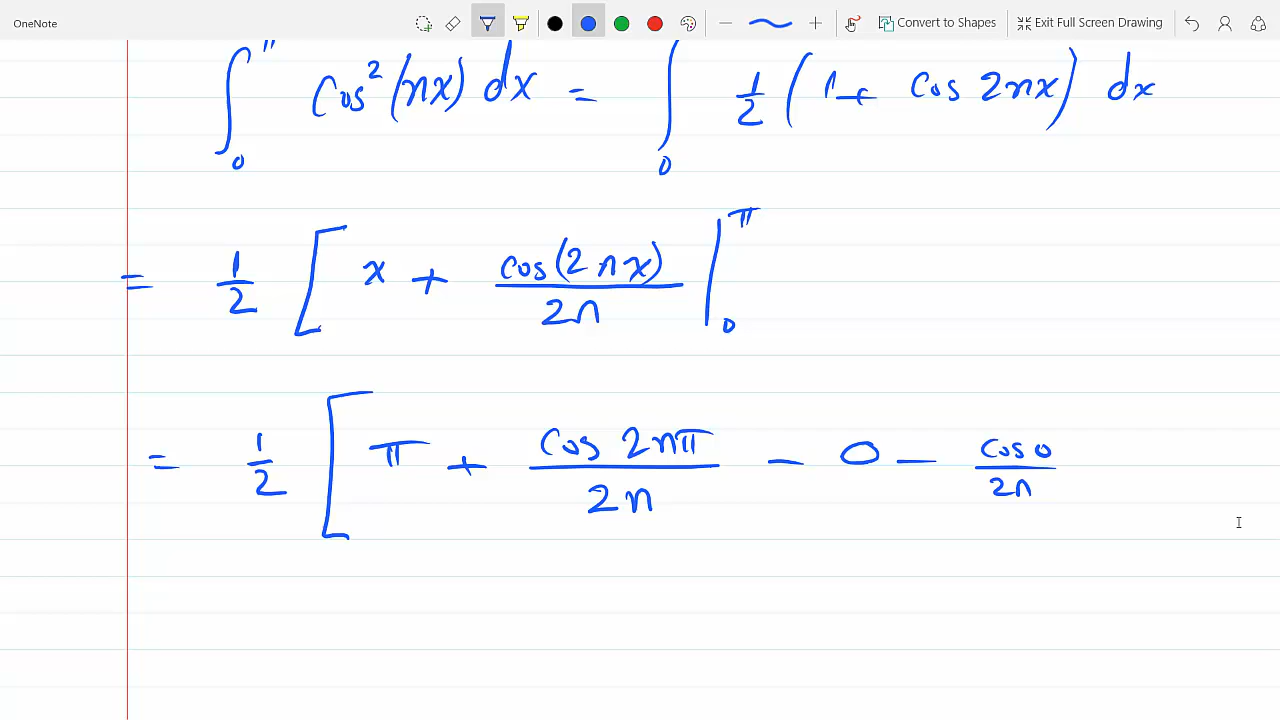 OneNote
Convert to Shapes
Exit Full Screen Drawing
∫₀^π cos²(nx) dx = ∫₀ 1/2 (1 + cos 2nx) dx
= 1/2 [ x + cos(2nx)/2n |₀^π
= 1/2 [ π + cos 2nπ/2n − 0 − cos 0/2n